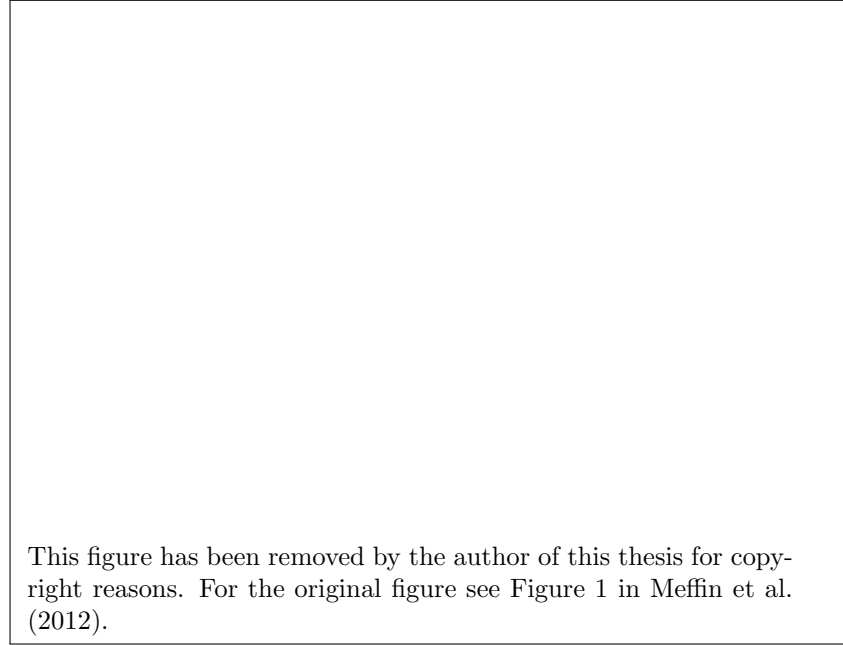 This figure has been removed by the author of this thesis for copy-
right reasons. For the original figure see Figure 1 in Meffin et al.
(2012).